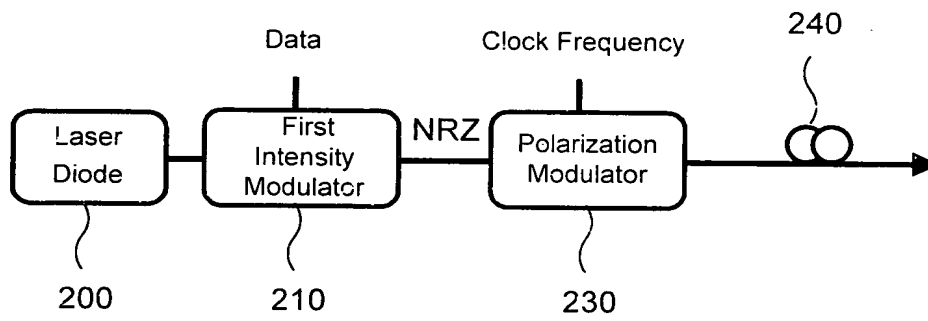 Data
Clock Frequency
240
Laser
Diode
First
Intensity
Modulator
NRZ
Polarization
Modulator
200
210
230